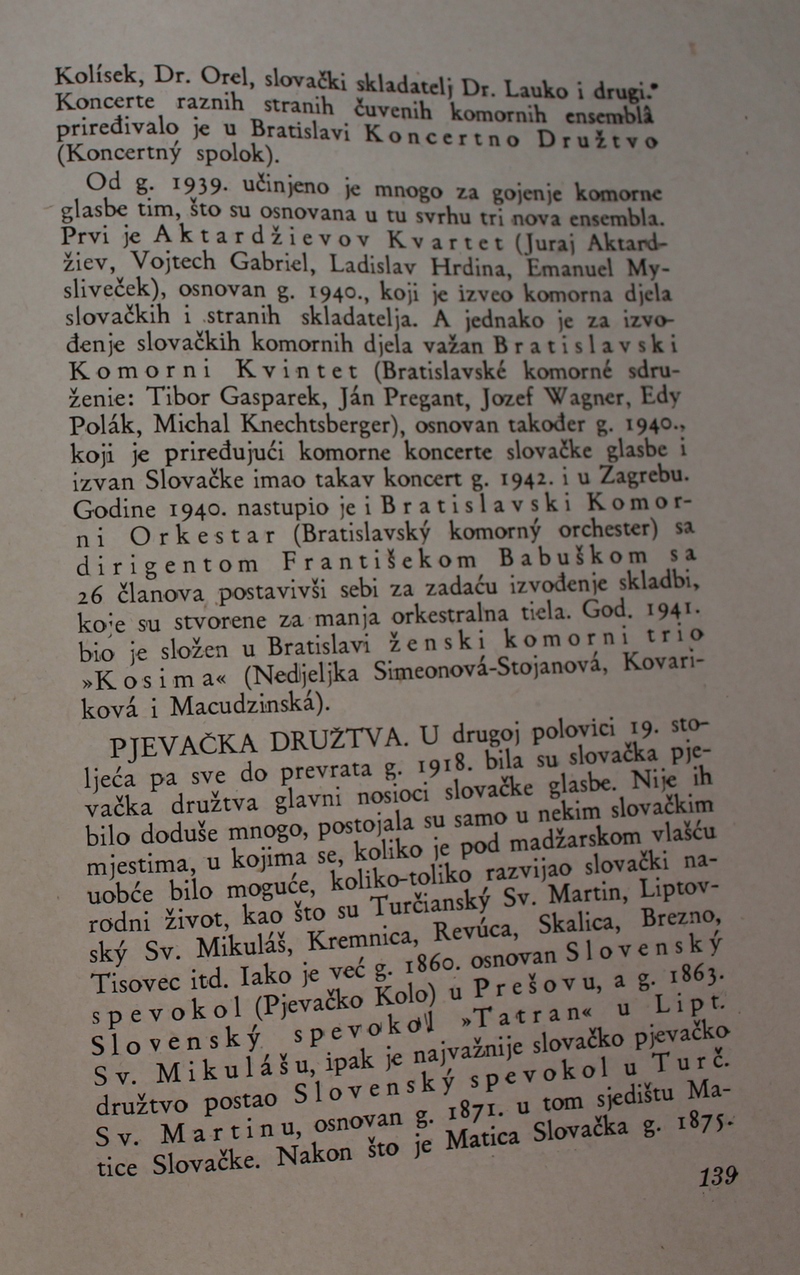 Kolísek, Dr. Orel, slovački skladatelj Dr. Lauko i drugi.*
Koncerte raznih stranih čuvenih komornih ensemblâ
priređivalo je u Bratislavi Koncertno Družtvo
(Koncertný spolok).
Od g. 1939. učinjeno je mnogo za gojenje komorne
glasbe tim, što su osnovana u tu svrhu tri nova ensembla.
Prvi je Aktardžievov Kvartet (Juraj Aktard-
žiev, Vojtech Gabriel, Ladislav Hrdina, Emanuel My-
sliveček), osnovan g. 1940., koji je izveo komorna djela
slovačkih i stranih skladatelja. A jednako je za izvo-
đenje slovačkih komornih djela važan Bratislavski
Komorni Kvintet (Bratislavské komorné sdru-
ženie: Tibor Gasparek, Ján Pregant, Jozef Wagner, Edy
Polák, Michal Knechtsberger), osnovan također g. 1940.,
koji je priređujući komorne koncerte slovačke glasbe i
izvan Slovačke imao takav koncert g. 1942. i u Zagrebu.
Godine 1940. nastupio je i Bratislavski Komor-
ni Orkestar (Bratislavský komorný orchester) sa
dirigentom Františekom Babuškom sa
26 članova postavivši sebi za zadaću izvođenje skladbi,
koje su stvorene za manja orkestralna tiela. God. 1941.
bio je složen u Bratislavi ženski komorni trio
»Kosima« (Nedjeljka Simeonová-Stojanová, Kovari-
ková i Macudzinská).
PJEVAČKA DRUŽTVA. U drugoj polovici 19. sto-
ljeća pa sve do prevrata g. 1918. bila su slovačka pje-
vačka družtva glavni nosioci slovačke glasbe. Nije ih
bilo doduše mnogo, postojala su samo u nekim slovačkim
mjestima, u kojima se, koliko je pod madžarskom vlašću
uobće bilo moguće, koliko-toliko razvijao slovački na-
rodni život, kao što su Turčianský Sv. Martin, Liptov-
ský Sv. Mikuláš, Kremnica, Revúca, Skalica, Brezno,
Tisovec itd. Iako je već g. 1860. osnovan Slovenský
spevokol (Pjevačko Kolo) u Prešovu, a g. 1863.
Slovenský spevokol »Tatran« u Lipt.
Sv. Mikulášu, ipak je najvažnije slovačko pjevačko
družtvo postao Slovenský spevokol u Turč.
Sv. Martinu, osnovan g. 1871. u tom sjedištu Ma-
tice Slovačke. Nakon što je Matica Slovačka g. 1875.
139